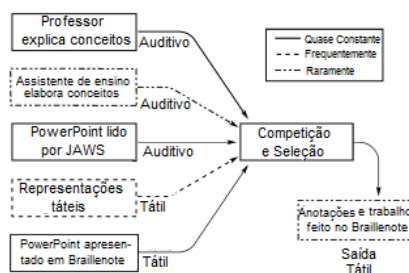 Professor
explica conceitos
Auditivo
Quase Constante
Frequentemente
Raramente
Assistente de ensino
elabora conceitos
Auditivo
PowerPoint lido
por JAWS
Auditivo
Competição
e Seleção
Representações
táteis
Tátil
PowerPoint apresen-
tado em Braillenote
Tátil
Anotações e trabalho
feito no Braillenote
Saída
Tátil